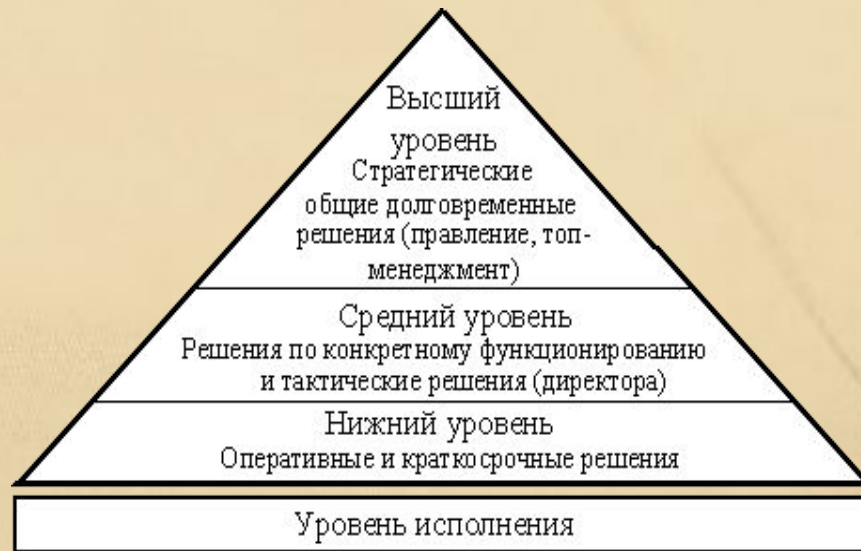 Высший
уровень
Стратегические
общие долговременные
решения (правление, топ-
менеджмент)
Средний уровень
Решения по конкретному функционированию
и тактические решения (директора)
Нижний уровень
Оперативные и краткосрочные решения
Уровень исполнения